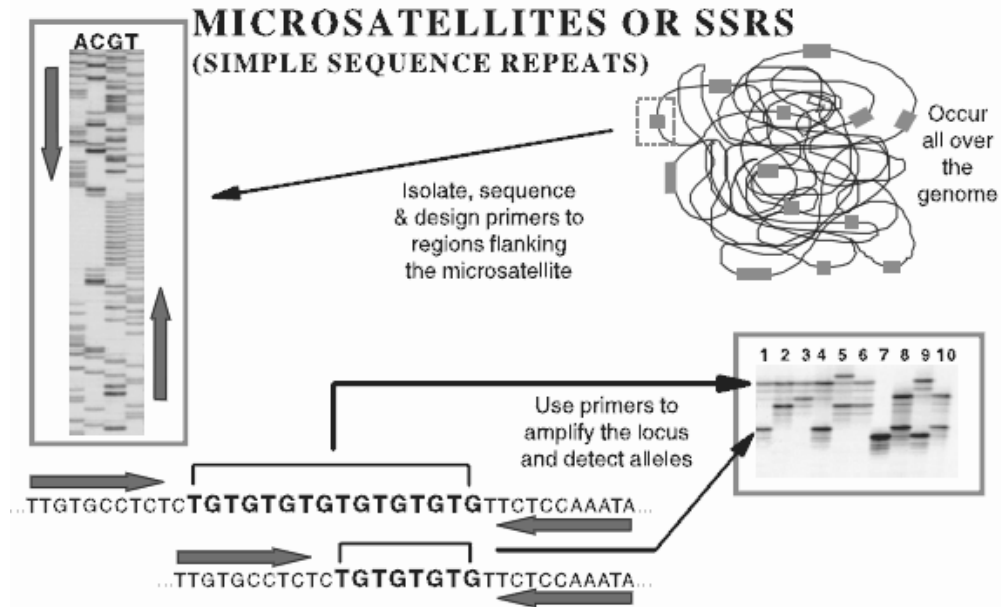 MICROSATELLITES OR SSRS
(SIMPLE SEQUENCE REPEATS)
ACGT
Occur
all over
the
genome
Isolate, sequence
& design primers to
regions flanking
the microsatellite
1 2 3 4 5 6 7 8 9 10
Use primers to
amplify the locus
and detect alleles
...TTGTGCCTCTCTGTGTGTGTGTGTGTGTTCTCCAAATA...
...TTGTGCCTCTCTGTGTGTGTTCTCCAAATA...